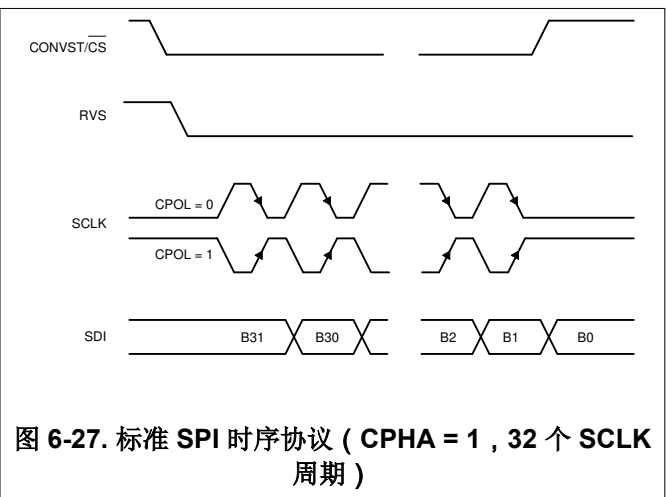 CONVST/CS
RVS
CPOL = 0
SCLK
CPOL = 1
SDI
B31
B30
B2
B1
B0
图 6-27. 标准 SPI 时序协议（CPHA = 1，32 个 SCLK
周期）